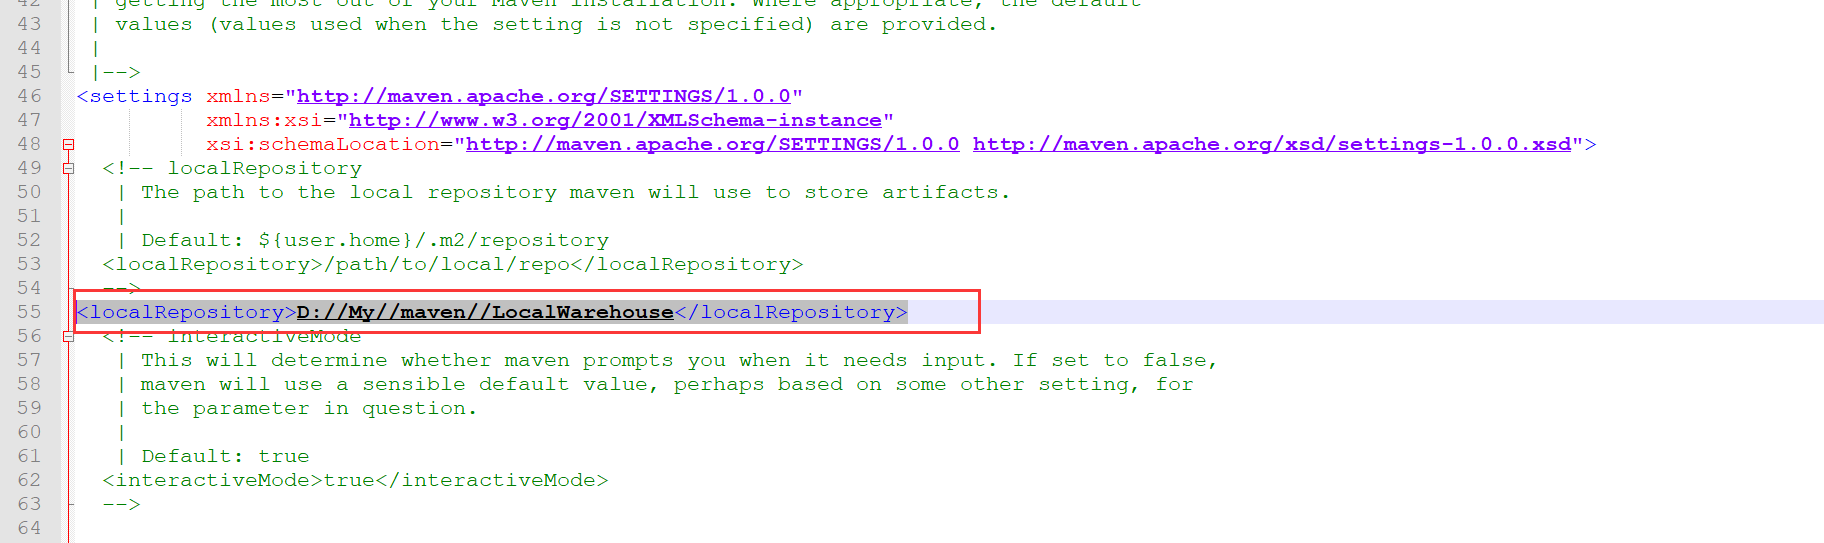 42 | getting the most out of your Maven installation. Where appropriate, the default
43 | values (values used when the setting is not specified) are provided.
44 |
45 |-->
46 <settings xmlns="http://maven.apache.org/SETTINGS/1.0.0"
47 xmlns:xsi="http://www.w3.org/2001/XMLSchema-instance"
48 xsi:schemaLocation="http://maven.apache.org/SETTINGS/1.0.0 http://maven.apache.org/xsd/settings-1.0.0.xsd">
49 <!-- localRepository
50 | The path to the local repository maven will use to store artifacts.
51 |
52 | Default: ${user.home}/.m2/repository
53 <localRepository>/path/to/local/repo</localRepository>
54 -->
55 <localRepository>D://My//maven//LocalWarehouse</localRepository>
56 <!-- interactiveMode
57 | This will determine whether maven prompts you when it needs input. If set to false,
58 | maven will use a sensible default value, perhaps based on some other setting, for
59 | the parameter in question.
60 |
61 | Default: true
62 <interactiveMode>true</interactiveMode>
63 -->
64